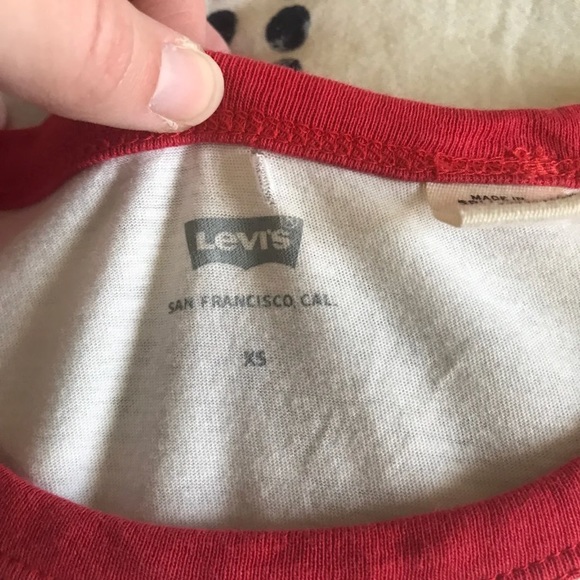 Levi's
SAN FRANCISCO, CAL.
XS
MADE IN